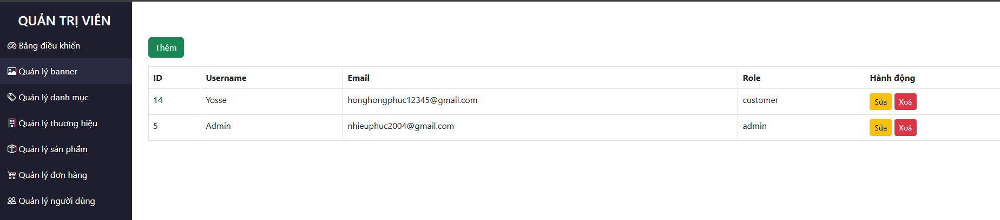 QUẢN TRỊ VIÊN
Bảng điều khiển
Quản lý banner
Quản lý danh mục
Quản lý thương hiệu
Quản lý sản phẩm
Quản lý đơn hàng
Quản lý người dùng
Thêm
ID Username Email Role Hành động
14 Yosse honghongphuc12345@gmail.com customer Sửa Xoá
5 Admin nhieuphuc2004@gmail.com admin Sửa Xoá